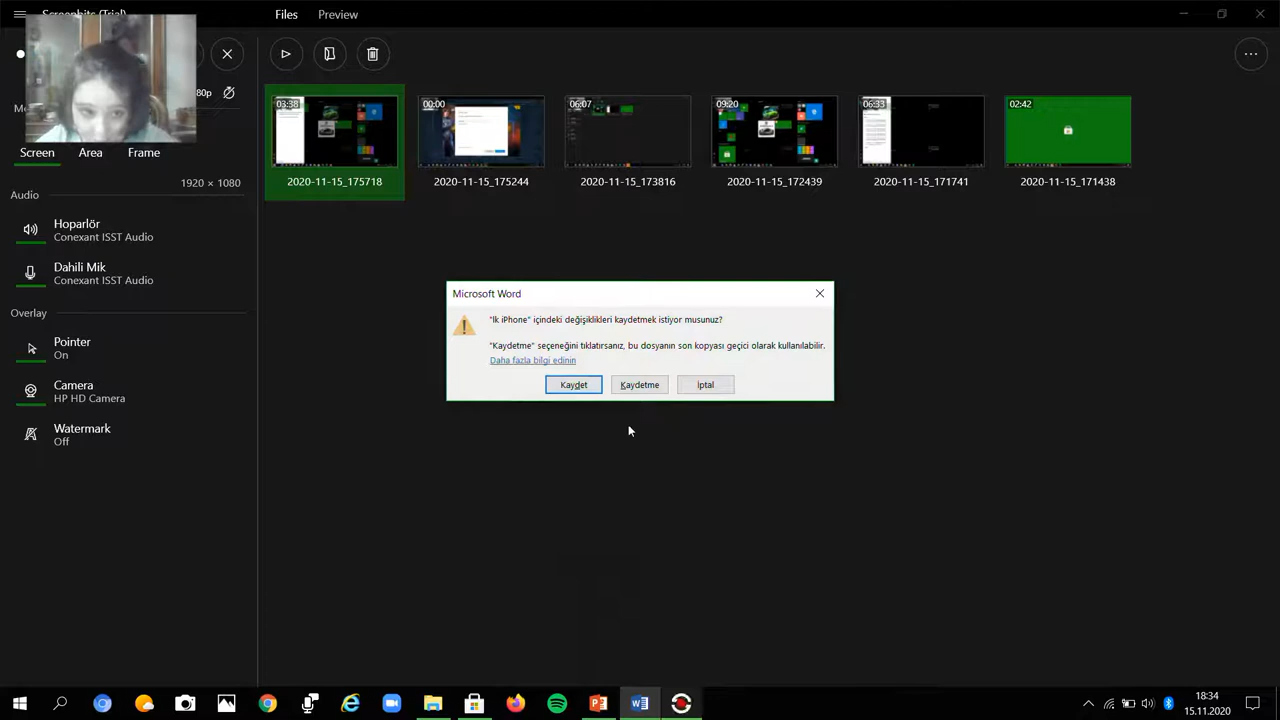 Screenbits (Trial)
Files
Preview
80p
Screen
Area
Frame
1920 × 1080
Audio
Hoparlör
Conexant ISST Audio
Dahili Mik
Conexant ISST Audio
Overlay
Pointer
On
Camera
HP HD Camera
Watermark
Off
03:38
00:00
06:07
09:20
06:33
02:42
2020-11-15_175718
2020-11-15_175244
2020-11-15_173816
2020-11-15_172439
2020-11-15_171741
2020-11-15_171438
Microsoft Word
"İlk iPhone" içindeki değişiklikleri kaydetmek istiyor musunuz?
"Kaydetme" seçeneğini tıklatırsanız, bu dosyanın son kopyası geçici olarak kullanılabilir.
Daha fazla bilgi edinin
Kaydet
Kaydetme
İptal
18:34
15.11.2020